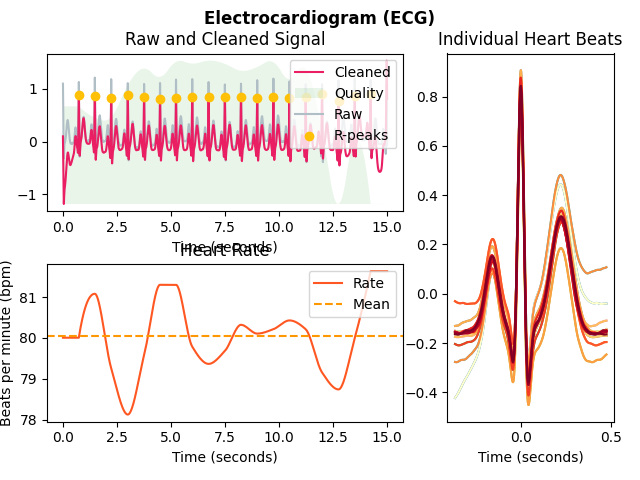 Electrocardiogram (ECG)
Raw and Cleaned Signal
Individual Heart Beats
Cleaned
Quality
Raw
R-peaks
1
0
−1
0.0 2.5 5.0 7.5 10.0 12.5 15.0
Time (seconds)
Heart Rate
Rate
Mean
Beats per minute (bpm)
81
80
79
78
0.0 2.5 5.0 7.5 10.0 12.5 15.0
Time (seconds)
0.8
0.6
0.4
0.2
0.0
−0.2
−0.4
0.0 0.5
Time (seconds)